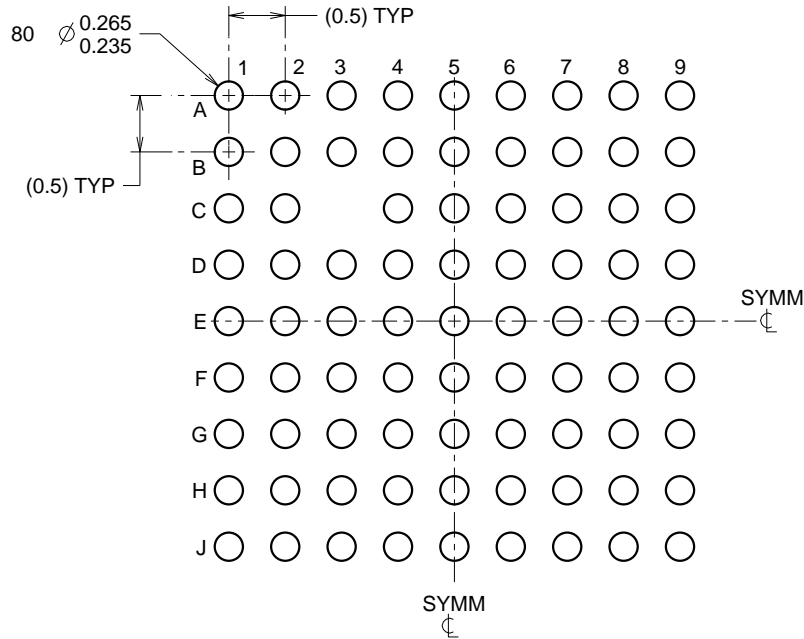 (0.5) TYP
80 ⌀ 0.265
0.235
1 2 3 4 5 6 7 8 9
A
B
(0.5) TYP
C
D
SYMM
℄
E
F
G
H
J
SYMM
℄